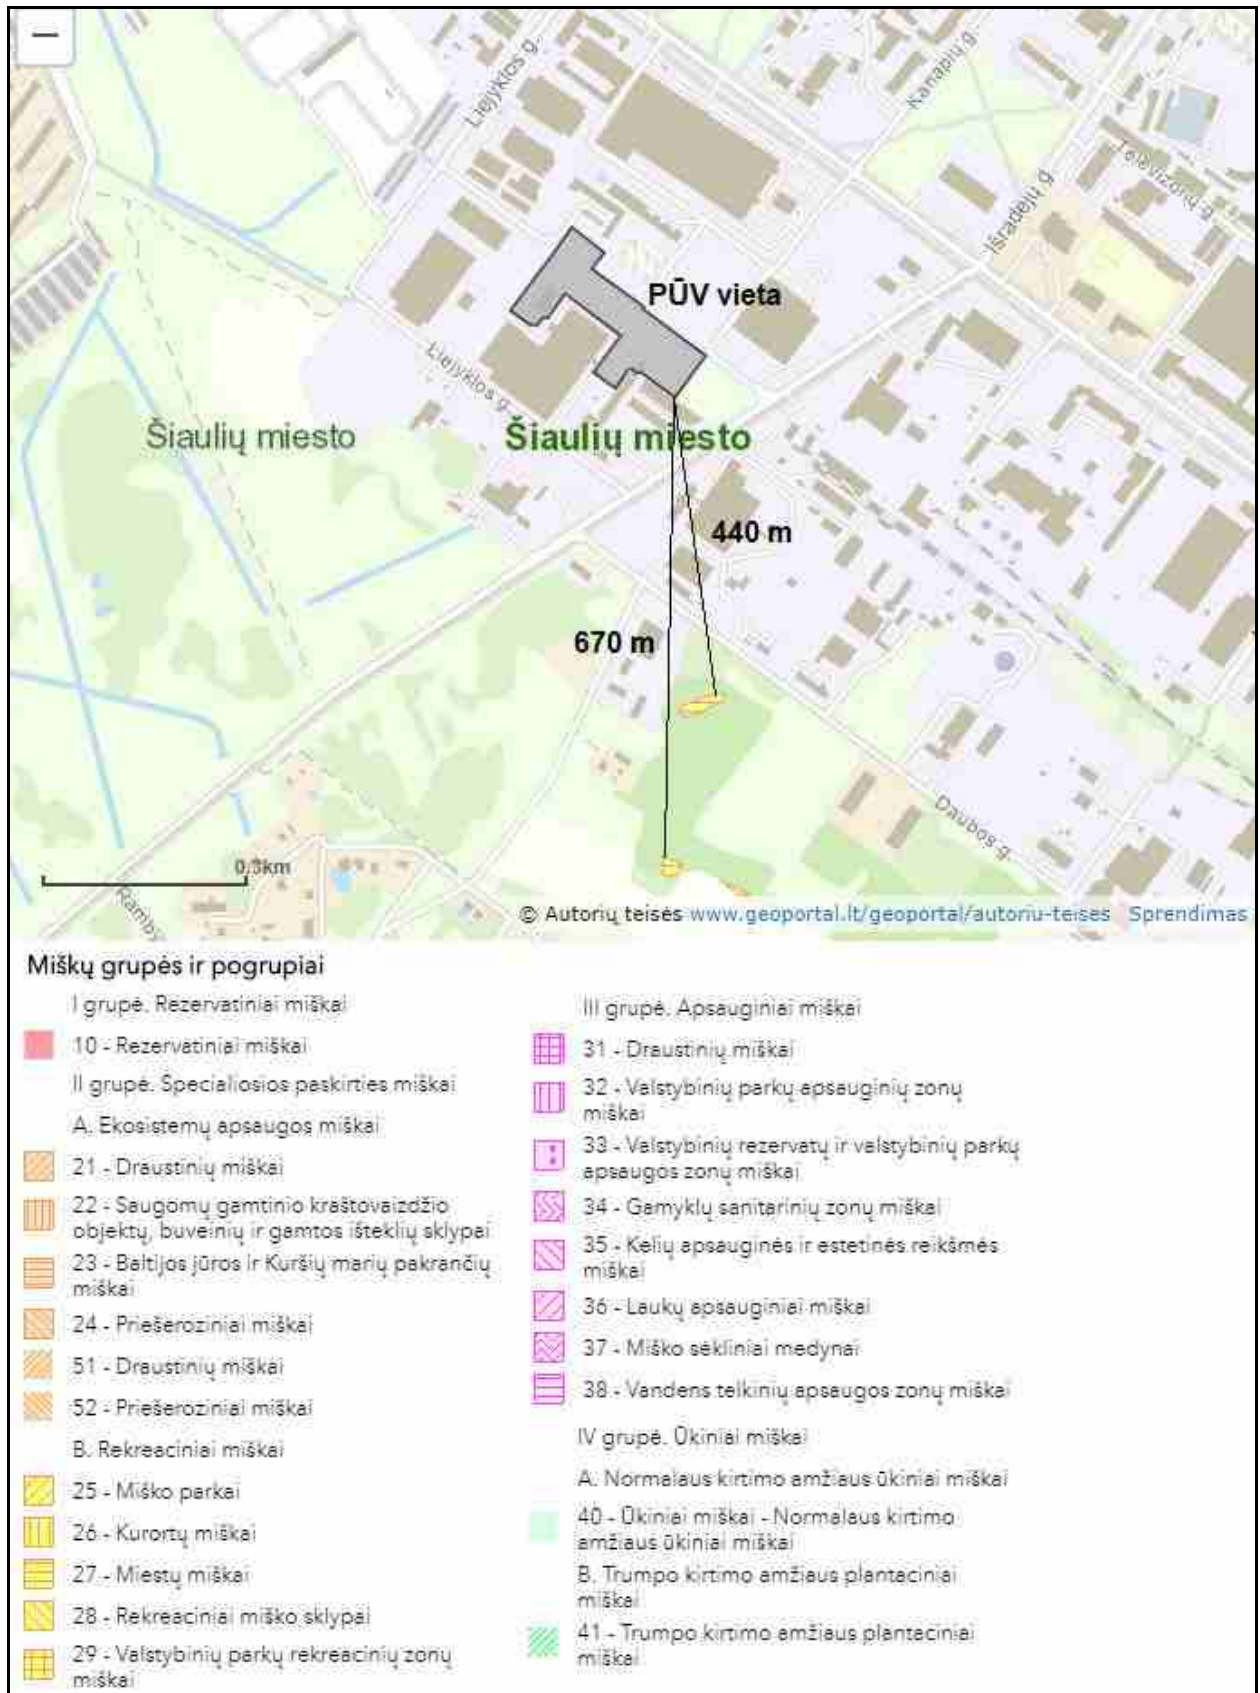 Liejyklos g.
Kanapių g.
Televizorių g.
Išradėjų g.
PŪV vieta
Liejyklos g.
Šiaulių miesto
Šiaulių miesto
440 m
670 m
Daubos g.
0.3km
© Autorių teisės www.geoportal.lt/geoportal/autoriu-teises Sprendimas
Miškų grupės ir pogrupiai
I grupė. Rezervatiniai miškai
10 - Rezervatiniai miškai
II grupė. Specialiosios paskirties miškai
A. Ekosistemų apsaugos miškai
21 - Draustinių miškai
22 - Saugomų gamtinio kraštovaizdžio
objektų, buveinių ir gamtos išteklių sklypai
23 - Baltijos jūros ir Kuršių marių pakrančių
miškai
24 - Priešeroziniai miškai
51 - Draustinių miškai
52 - Priešeroziniai miškai
B. Rekreaciniai miškai
25 - Miško parkai
26 - Kurortų miškai
27 - Miestų miškai
28 - Rekreaciniai miško sklypai
29 - Valstybinių parkų rekreacinių zonų
miškai
III grupė. Apsauginiai miškai
31 - Draustinių miškai
32 - Valstybinių parkų apsauginių zonų
miškai
33 - Valstybinių rezervatų ir valstybinių parkų
apsaugos zonų miškai
34 - Gamyklų sanitarinių zonų miškai
35 - Kelių apsauginės ir estetinės reikšmės
miškai
36 - Laukų apsauginiai miškai
37 - Miško sėkliniai medynai
38 - Vandens telkinių apsaugos zonų miškai
IV grupė. Ūkiniai miškai
A. Normalaus kirtimo amžiaus ūkiniai miškai
40 - Ūkiniai miškai - Normalaus kirtimo
amžiaus ūkiniai miškai
B. Trumpo kirtimo amžiaus plantaciniai
miškai
41 - Trumpo kirtimo amžiaus plantaciniai
miškai